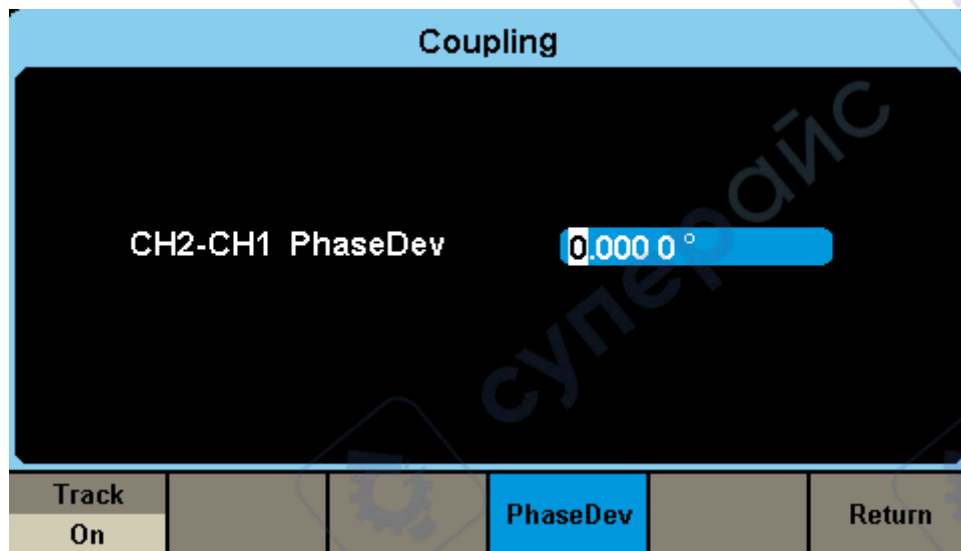 Coupling
CH2-CH1 PhaseDev 0.000 0 °
суперайс
Track
On
PhaseDev
Return